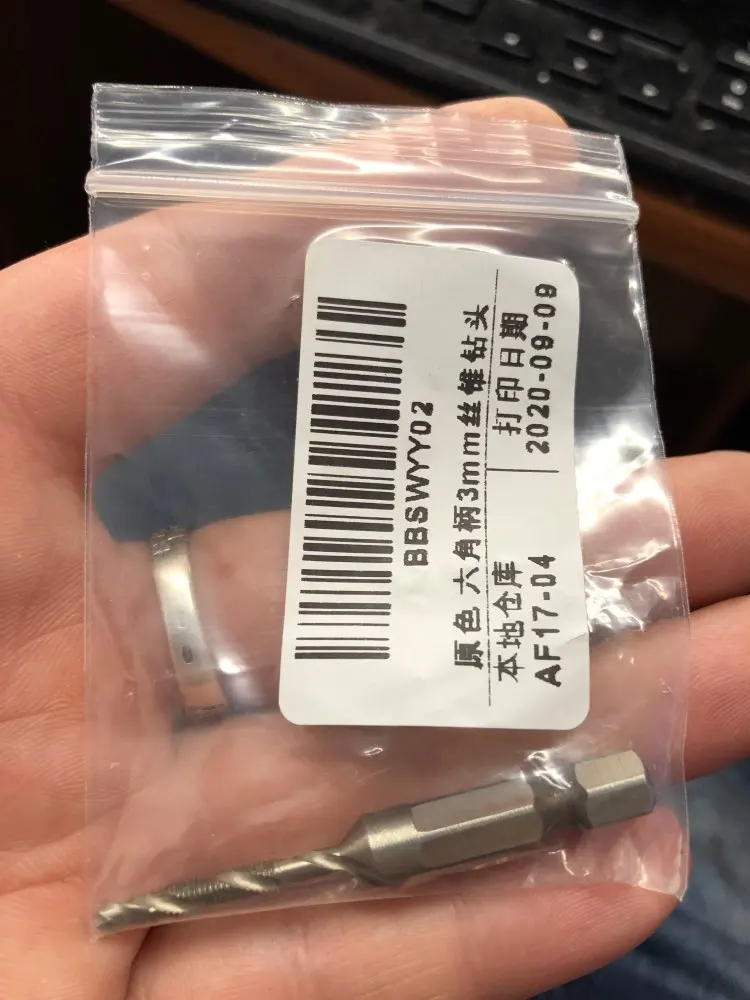 BBSWYY02
原色 六角柄3mm丝锥钻头
本地仓库 打印日期
AF17-04 2020-09-09